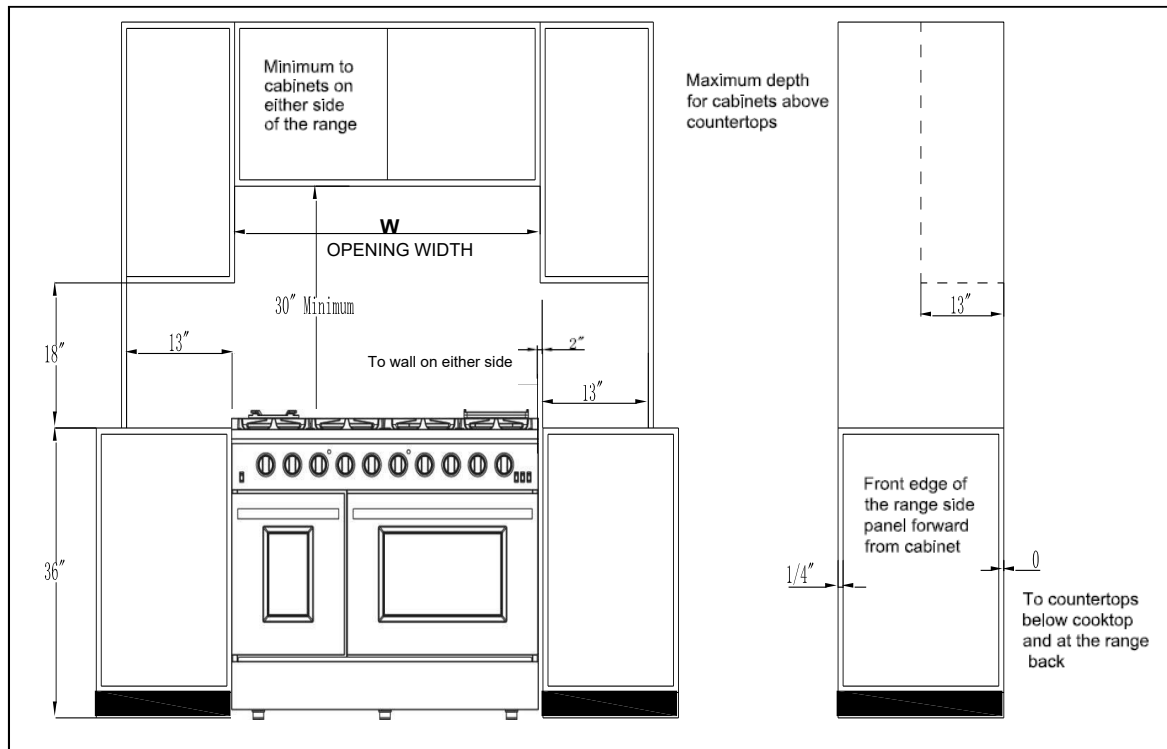 Minimum to
cabinets on
either side
of the range
Maximum depth
for cabinets above
countertops
W
OPENING WIDTH
30" Minimum
13"
18"
13"
To wall on either side
2"
13"
36"
Front edge of
the range side
panel forward
from cabinet
1/4"
0
To countertops
below cooktop
and at the range
back